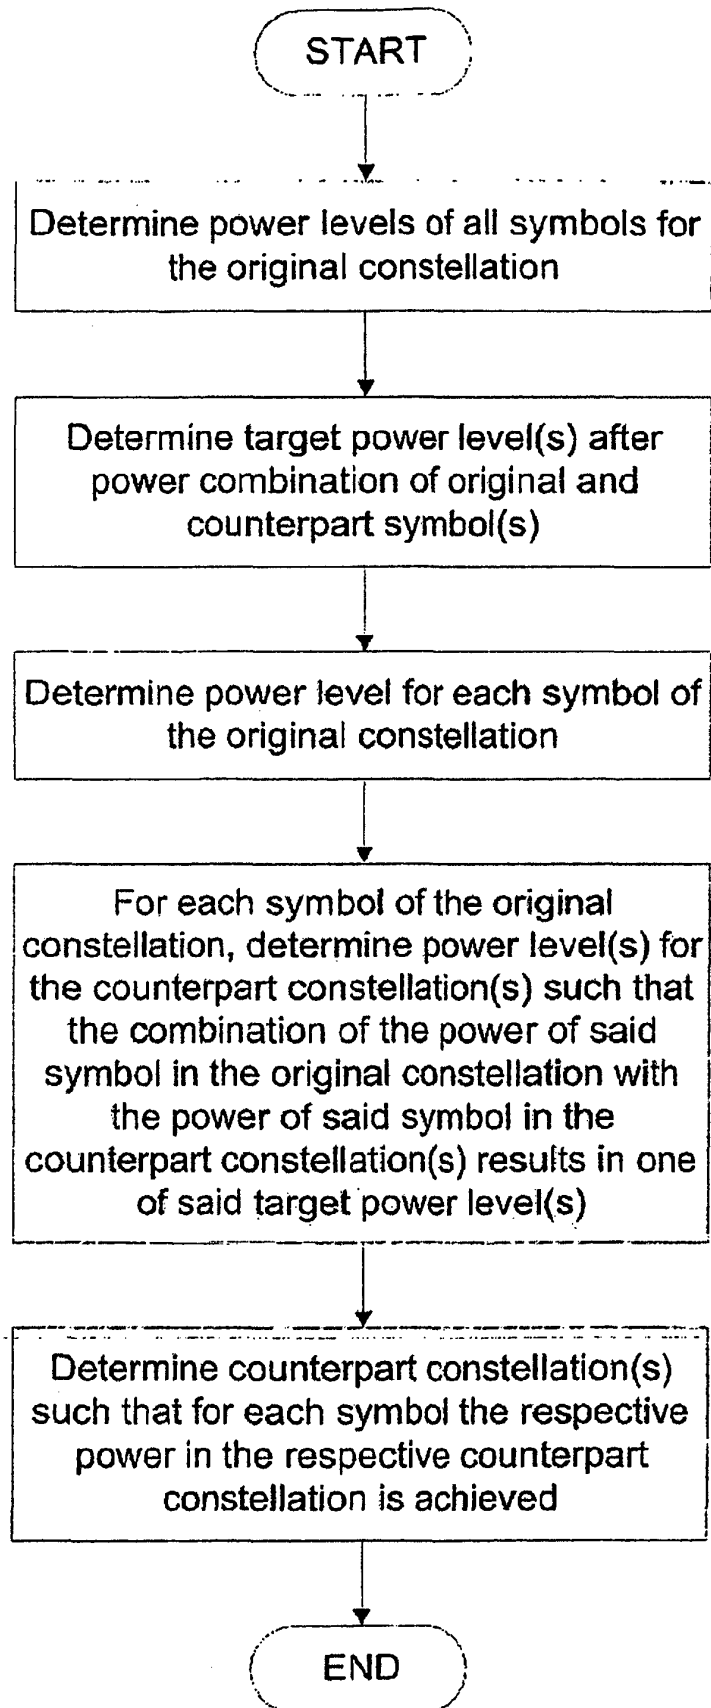 START
Determine power levels of all symbols for
the original constellation
Determine target power level(s) after
power combination of original and
counterpart symbol(s)
Determine power level for each symbol of
the original constellation
For each symbol of the original
constellation, determine power level(s) for
the counterpart constellation(s) such that
the combination of the power of said
symbol in the original constellation with
the power of said symbol in the
counterpart constellation(s) results in one
of said target power level(s)
Determine counterpart constellation(s)
such that for each symbol the respective
power in the respective counterpart
constellation is achieved
END